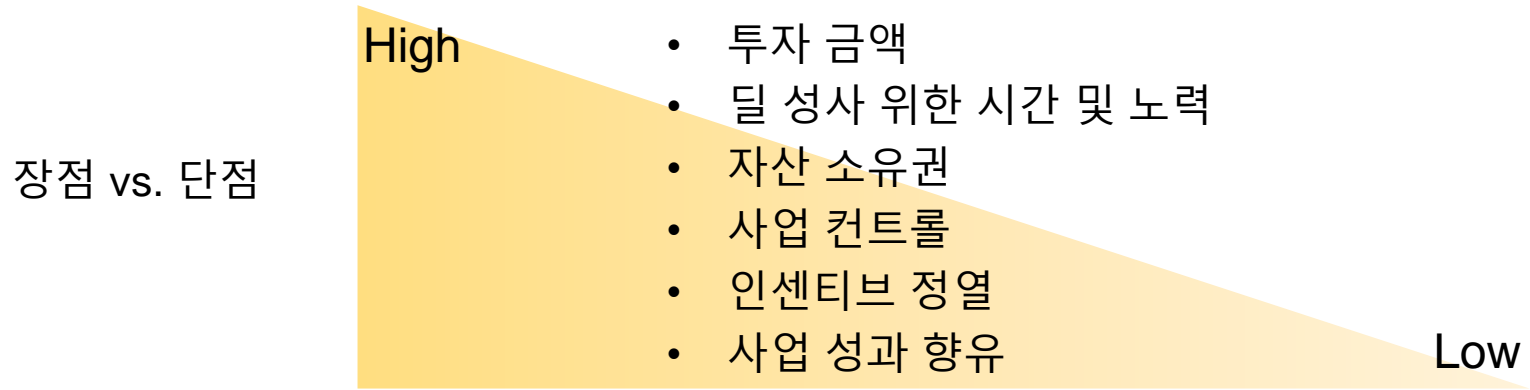 High
• 투자 금액
• 딜 성사 위한 시간 및 노력
장점 vs. 단점
• 자산 소유권
• 사업 컨트롤
• 인센티브 정열
• 사업 성과 향유
Low